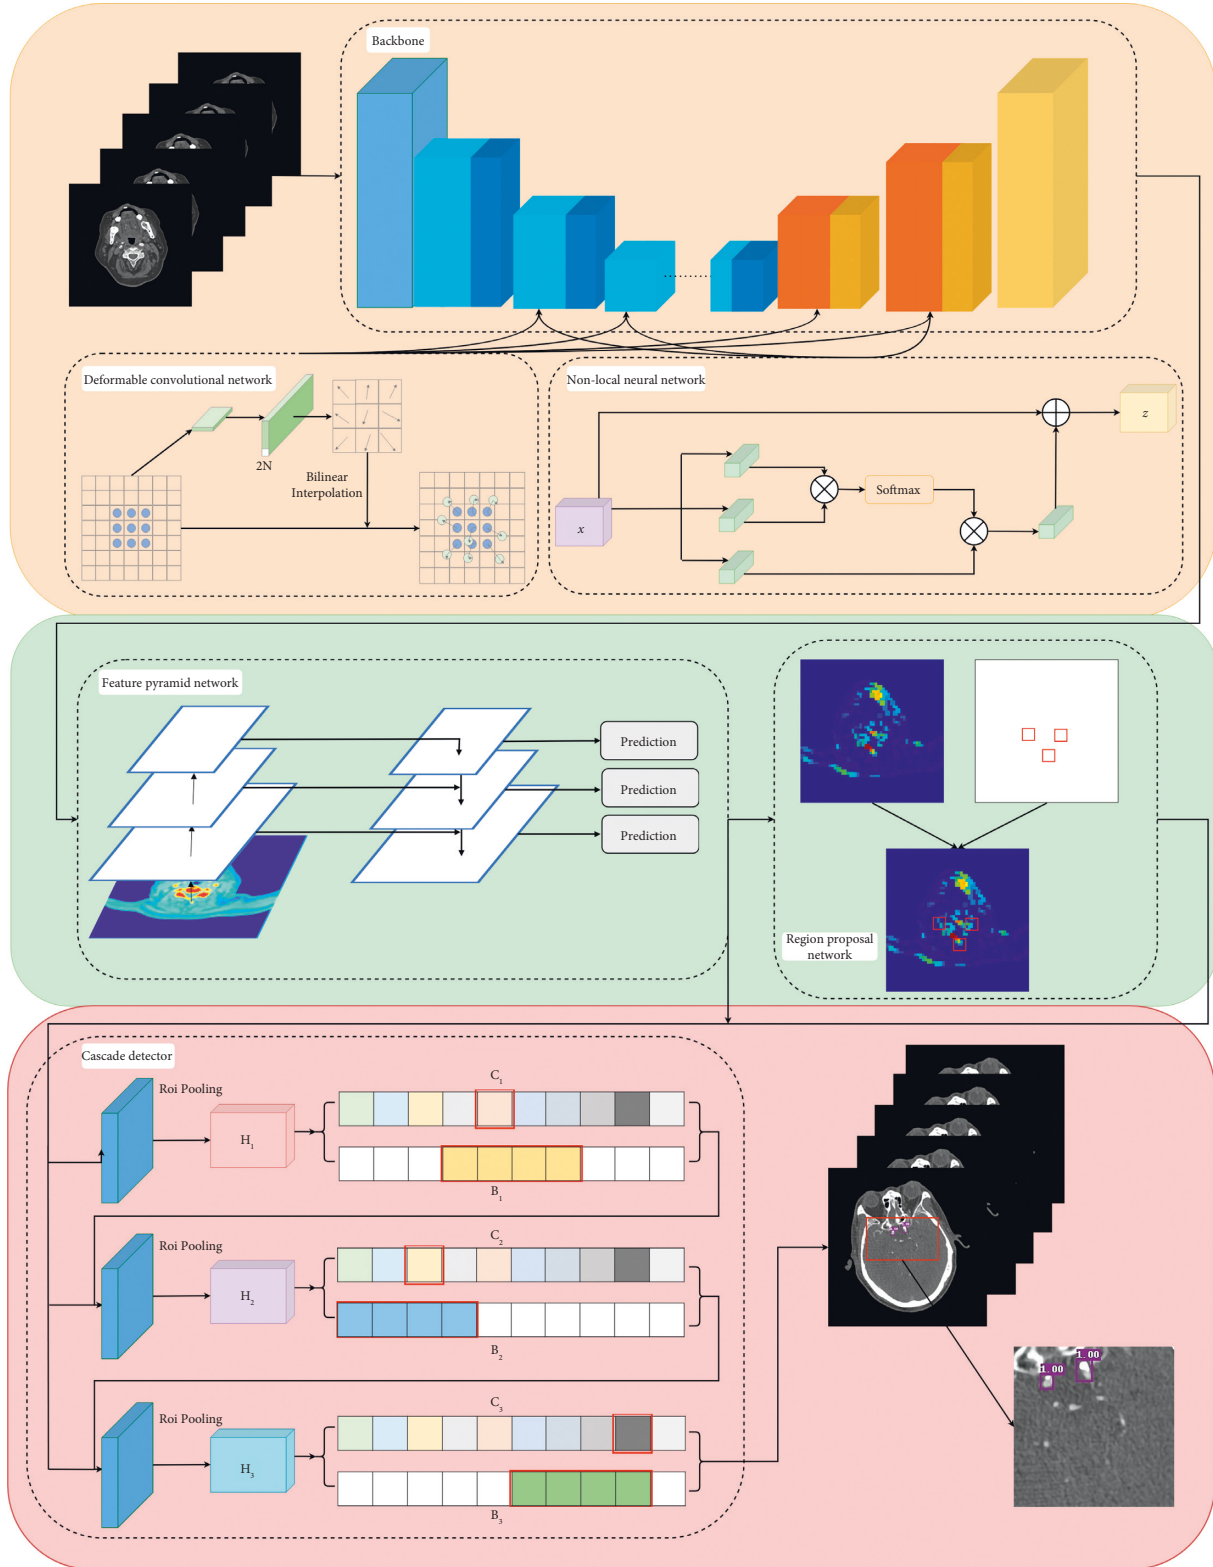 Backbone
Deformable convolutional network
2N
Bilinear
Interpolation
Non-local neural network
x
Softmax
z
Feature pyramid network
Prediction
Prediction
Prediction
Region proposal
network
Cascade detector
Roi Pooling
H₁
C₁
B₁
Roi Pooling
H₂
C₂
B₂
Roi Pooling
H₃
C₃
B₃
1.00
1.00